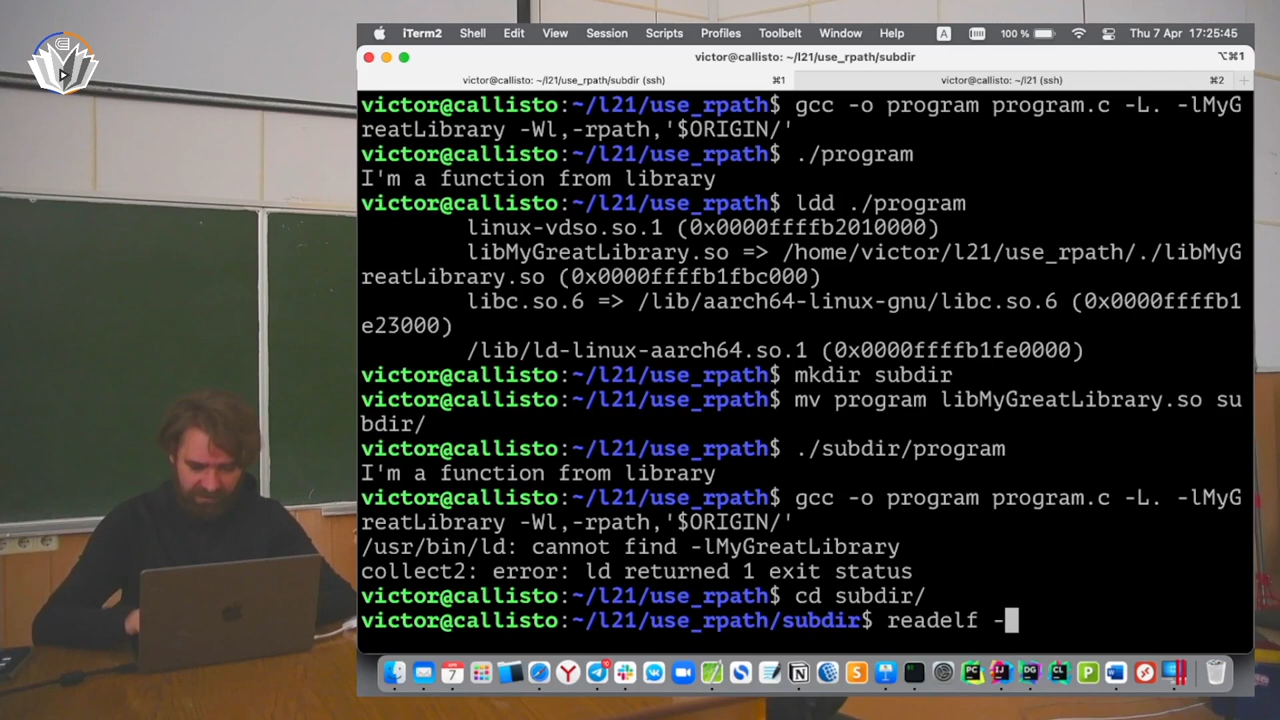 iTerm2 Shell Edit View Session Scripts Profiles Toolbelt Window Help A 100 % Thu 7 Apr 17:25:45
victor@callisto: ~/l21/use_rpath/subdir ⌥⌘1
victor@callisto: ~/l21/use_rpath/subdir (ssh) ⌘1 victor@callisto: ~/l21 (ssh) ⌘2
victor@callisto:~/l21/use_rpath$ gcc -o program program.c -L. -lMyG
reatLibrary -Wl,-rpath,'$ORIGIN/'
victor@callisto:~/l21/use_rpath$ ./program
I'm a function from library
victor@callisto:~/l21/use_rpath$ ldd ./program
linux-vdso.so.1 (0x0000ffffb2010000)
libMyGreatLibrary.so => /home/victor/l21/use_rpath/./libMyG
reatLibrary.so (0x0000ffffb1fbc000)
libc.so.6 => /lib/aarch64-linux-gnu/libc.so.6 (0x0000ffffb1
e23000)
/lib/ld-linux-aarch64.so.1 (0x0000ffffb1fe0000)
victor@callisto:~/l21/use_rpath$ mkdir subdir
victor@callisto:~/l21/use_rpath$ mv program libMyGreatLibrary.so su
bdir/
victor@callisto:~/l21/use_rpath$ ./subdir/program
I'm a function from library
victor@callisto:~/l21/use_rpath$ gcc -o program program.c -L. -lMyG
reatLibrary -Wl,-rpath,'$ORIGIN/'
/usr/bin/ld: cannot find -lMyGreatLibrary
collect2: error: ld returned 1 exit status
victor@callisto:~/l21/use_rpath$ cd subdir/
victor@callisto:~/l21/use_rpath/subdir$ readelf -